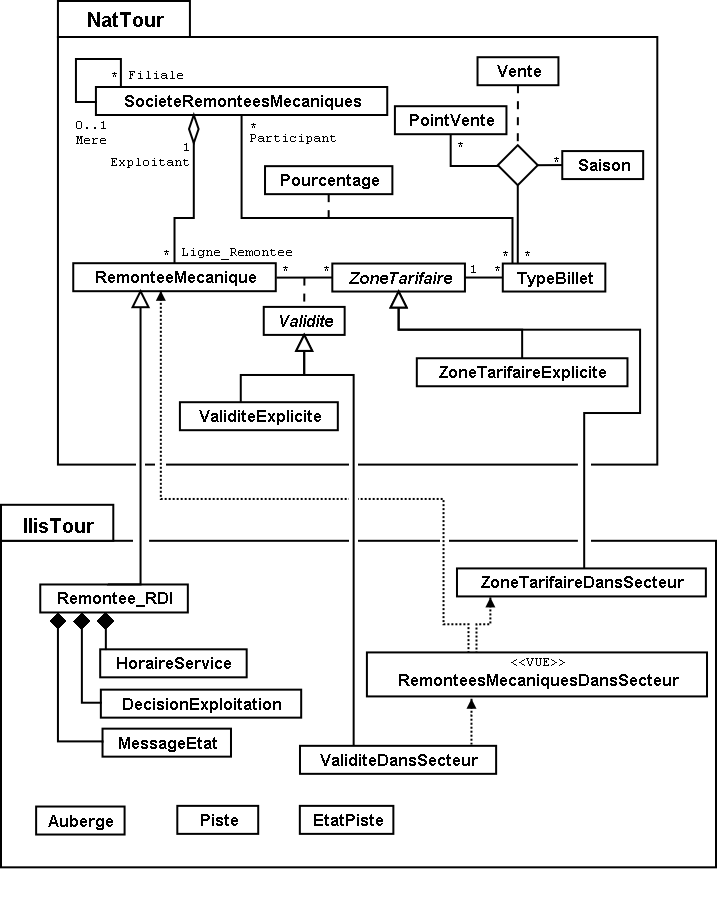 NatTour
Vente
* Filiale
SocieteRemonteesMecaniques
0..1
Mere
1
Exploitant
*
Participant
PointVente
*
* Saison
Pourcentage
* Ligne_Remontee
* *
RemonteeMecanique
* *
ZoneTarifaire
1 *
TypeBillet
Validite
ZoneTarifaireExplicite
ValiditeExplicite
IlisTour
ZoneTarifaireDansSecteur
Remontee_RDI
HoraireService
<<VUE>>
RemonteesMecaniquesDansSecteur
DecisionExploitation
MessageEtat
ValiditeDansSecteur
Auberge
Piste
EtatPiste